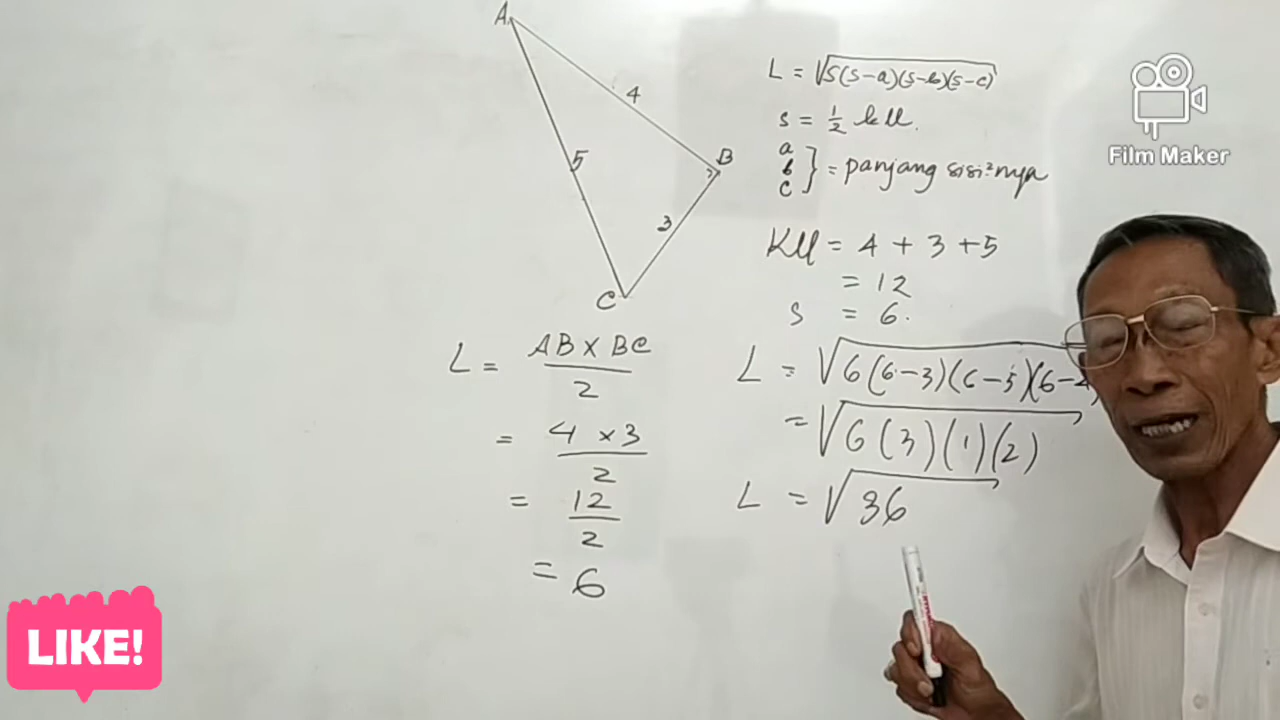 A
4
5
B
3
C
L = AB x BC / 2
= 4 x 3 / 2
= 12 / 2
= 6
L = √s(s-a)(s-b)(s-c)
s = 1/2 kll.
a
b } = panjang sisi²nya
c
Kll = 4 + 3 + 5
= 12
s = 6.
L = √6(6-3)(6-5)(6-4
= √6(3)(1)(2)
L = √36
Film Maker
LIKE!